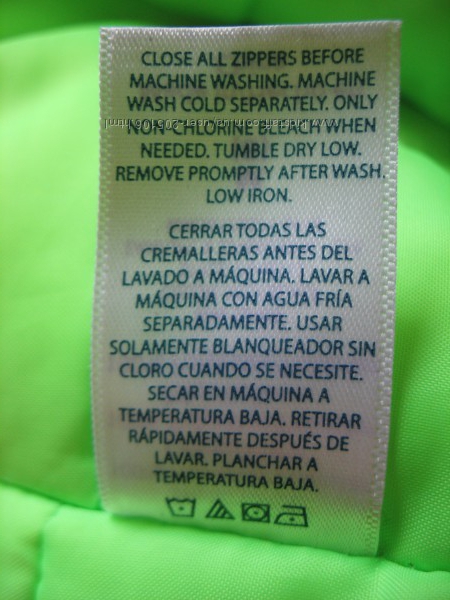 CLOSE ALL ZIPPERS BEFORE
MACHINE WASHING. MACHINE
WASH COLD SEPARATELY. ONLY
NON-CHLORINE BLEACH WHEN
NEEDED. TUMBLE DRY LOW.
REMOVE PROMPTLY AFTER WASH.
LOW IRON.
CERRAR TODAS LAS
CREMALLERAS ANTES DEL
LAVADO A MÁQUINA. LAVAR A
MÁQUINA CON AGUA FRÍA
SEPARADAMENTE. USAR
SOLAMENTE BLANQUEADOR SIN
CLORO CUANDO SE NECESITE.
SECAR EN MÁQUINA A
TEMPERATURA BAJA. RETIRAR
RÁPIDAMENTE DESPUÉS DE
LAVAR. PLANCHAR A
TEMPERATURA BAJA.